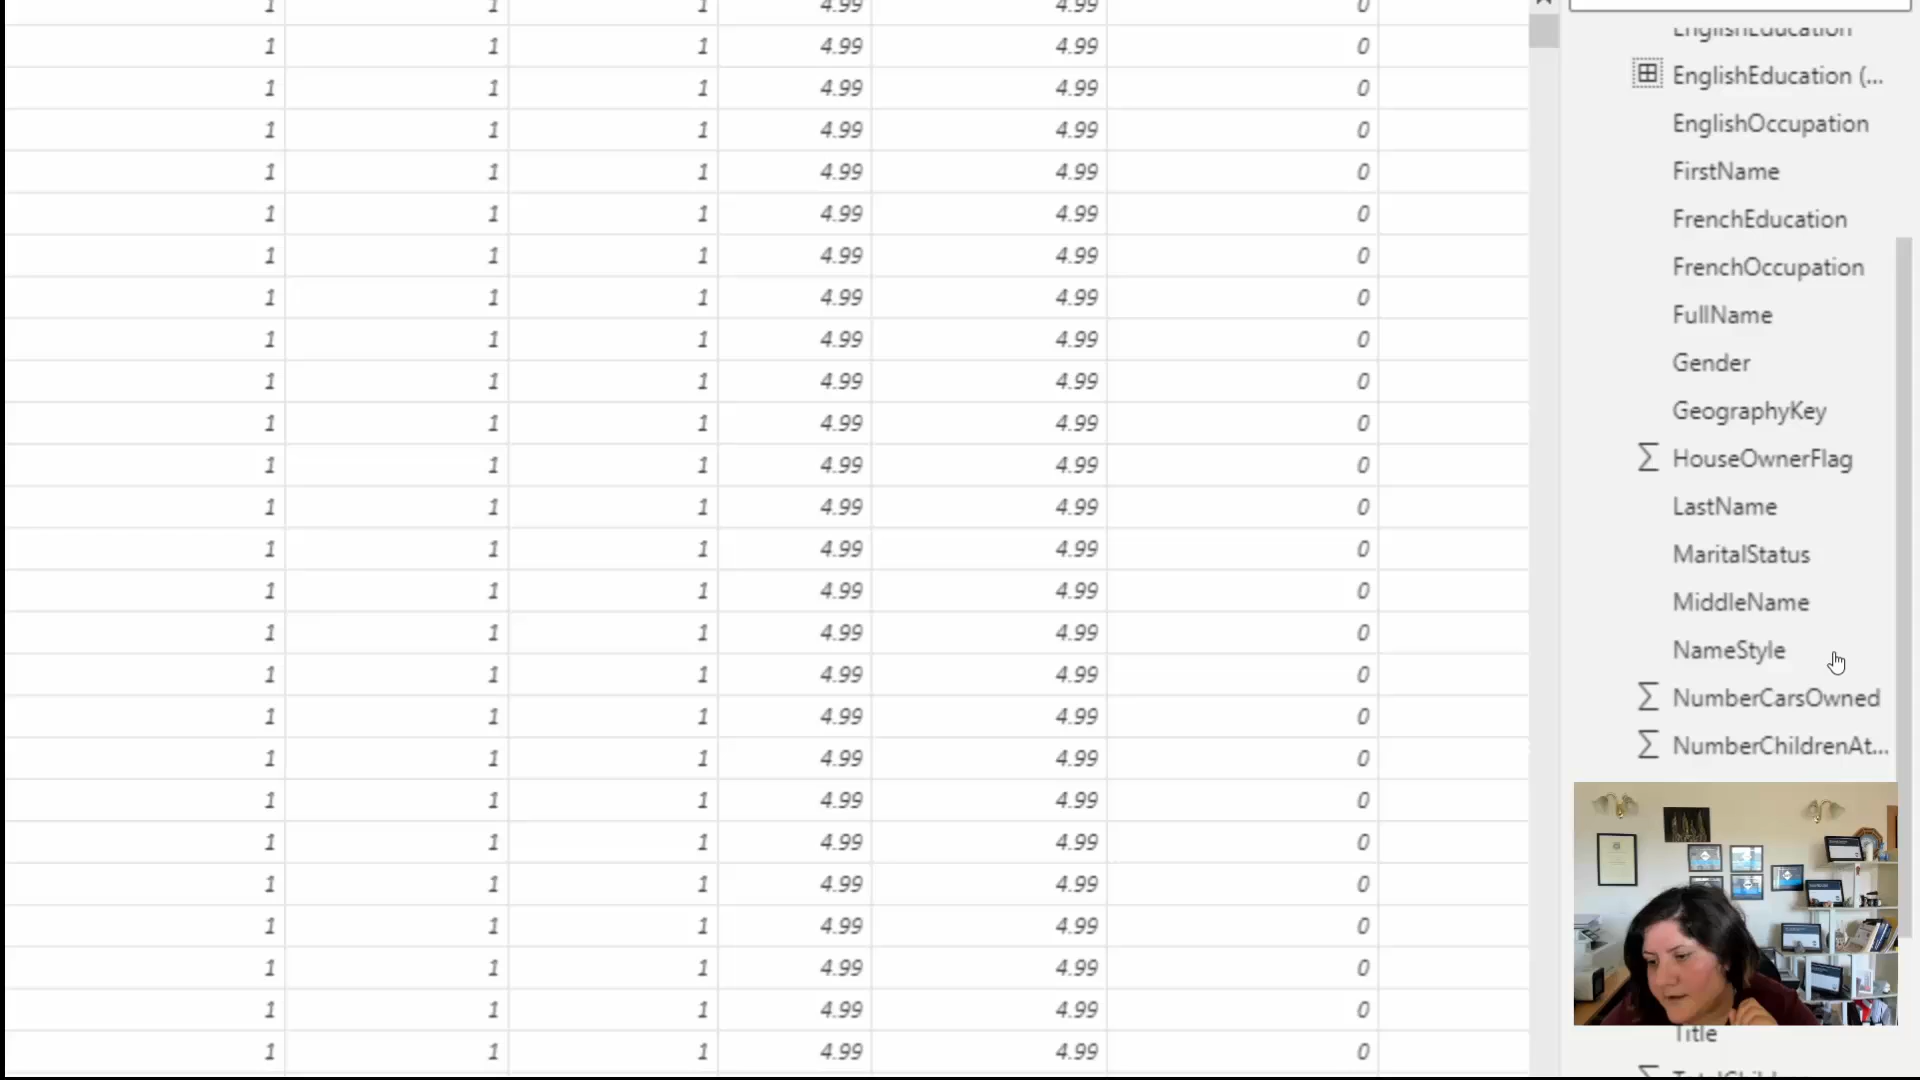 1 1 1 4.99 4.99 0
EnglishEducation
1 1 1 4.99 4.99 0
EnglishEducation (...
1 1 1 4.99 4.99 0
1 1 1 4.99 4.99 0
EnglishOccupation
1 1 1 4.99 4.99 0
FirstName
1 1 1 4.99 4.99 0
FrenchEducation
1 1 1 4.99 4.99 0
FrenchOccupation
1 1 1 4.99 4.99 0
FullName
1 1 1 4.99 4.99 0
Gender
1 1 1 4.99 4.99 0
GeographyKey
1 1 1 4.99 4.99 0
∑ HouseOwnerFlag
1 1 1 4.99 4.99 0
LastName
1 1 1 4.99 4.99 0
MaritalStatus
1 1 1 4.99 4.99 0
1 1 1 4.99 4.99 0
MiddleName
1 1 1 4.99 4.99 0
NameStyle
1 1 1 4.99 4.99 0
∑ NumberCarsOwned
1 1 1 4.99 4.99 0
∑ NumberChildrenAt...
1 1 1 4.99 4.99 0
1 1 1 4.99 4.99 0
1 1 1 4.99 4.99 0
1 1 1 4.99 4.99 0
1 1 1 4.99 4.99 0
1 1 1 4.99 4.99 0
1 1 1 4.99 4.99 0
Title
1 1 1 4.99 4.99 0